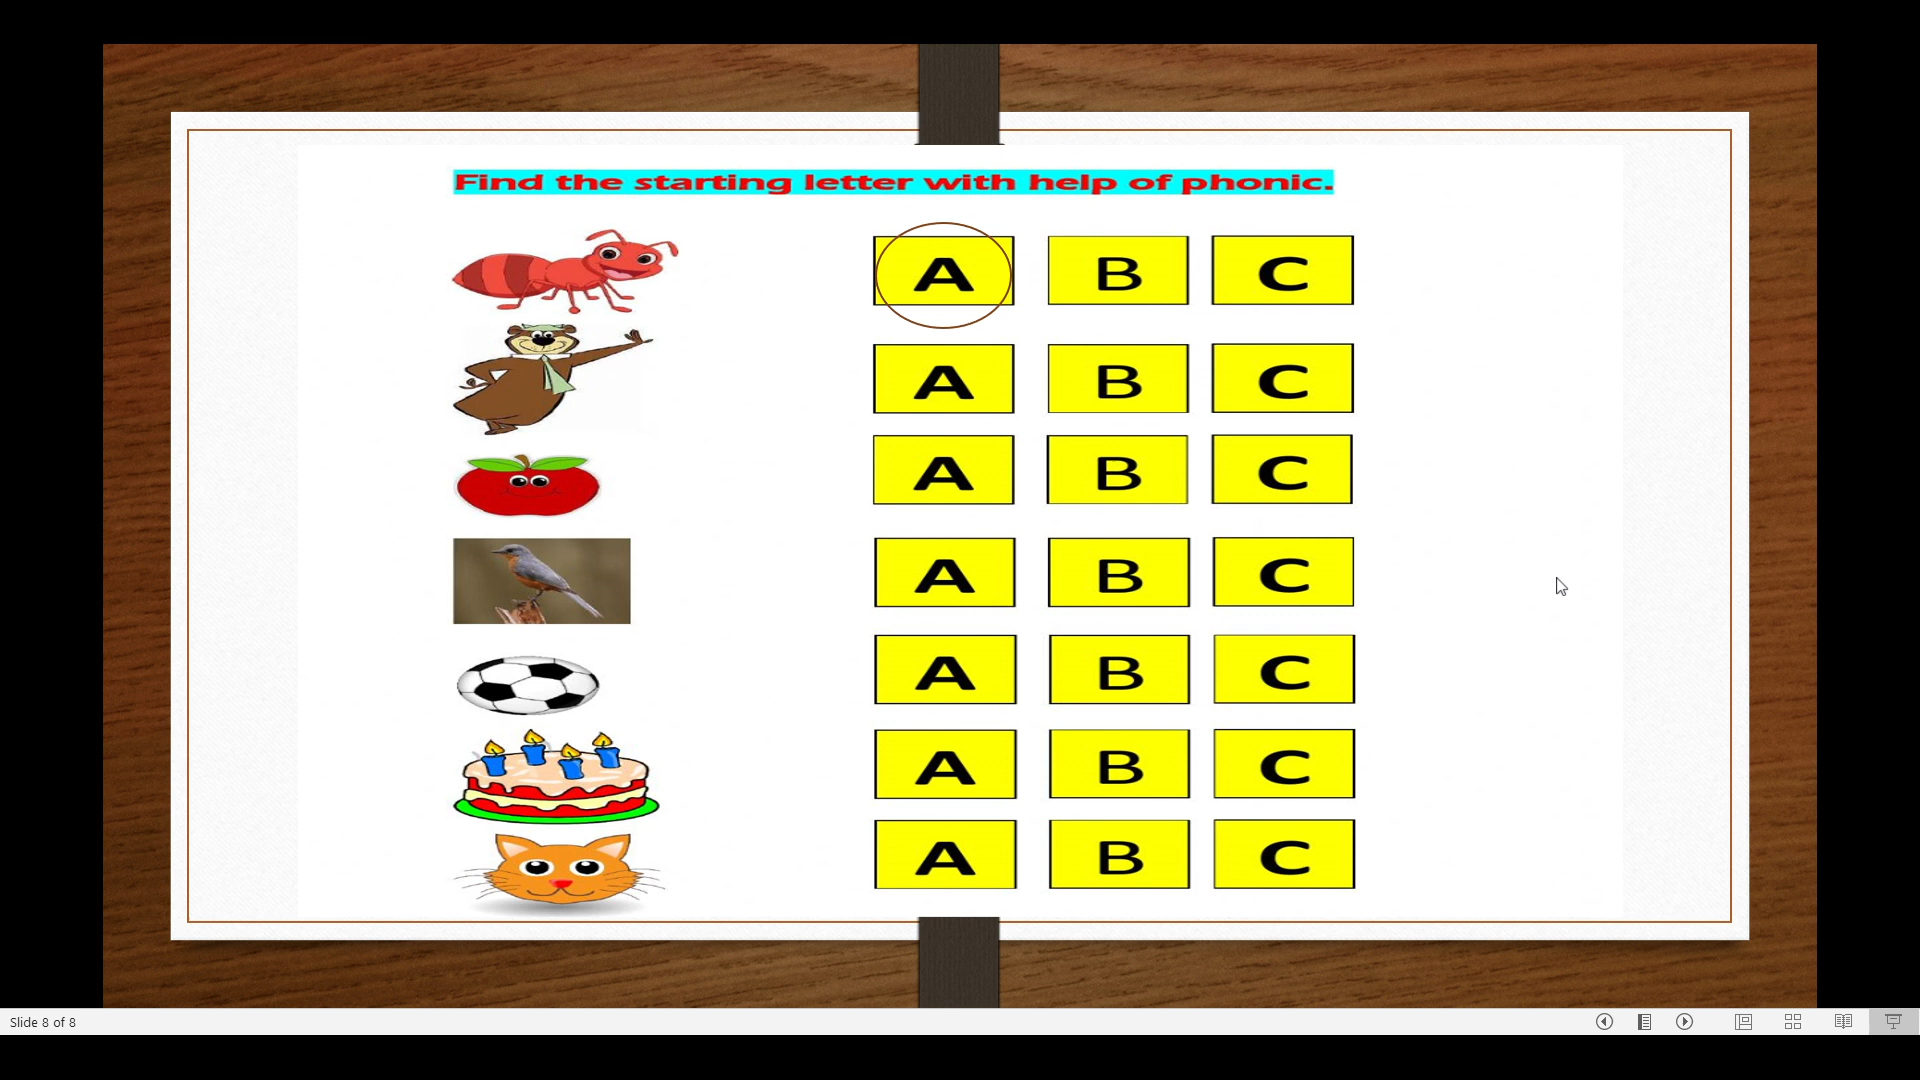 Find the starting letter with help of phonic.
A B C
A B C
A B C
A B C
A B C
A B C
A B C
Slide 8 of 8